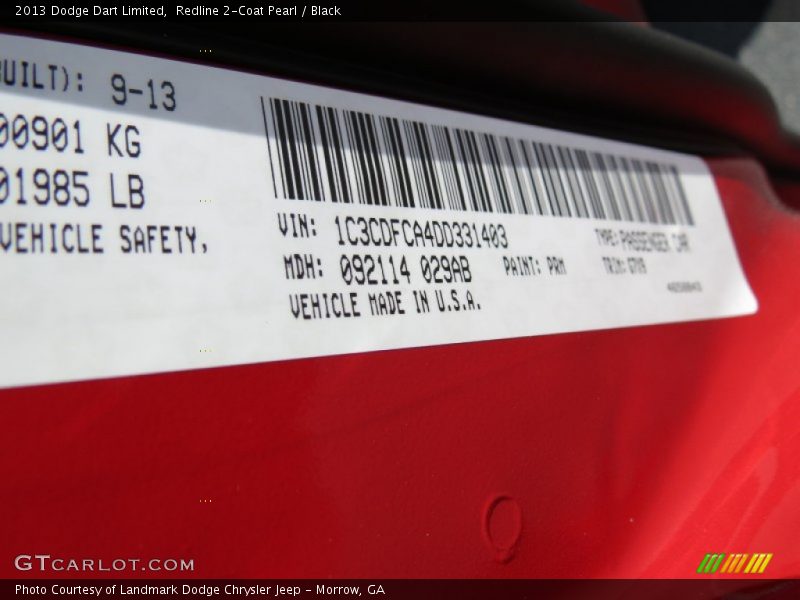 2013 Dodge Dart Limited,  Redline 2-Coat Pearl / Black
BUILT): 9-13
00901 KG
01985 LB
VEHICLE SAFETY,
VIN: 1C3CDFCA4DD331403
TYPE: PASSENGER CAR
MDH: 092114 029AB PAINT: PRM TRIM: GTV9
VEHICLE MADE IN U.S.A.
GTCARLOT.COM
Photo Courtesy of Landmark Dodge Chrysler Jeep - Morrow, GA